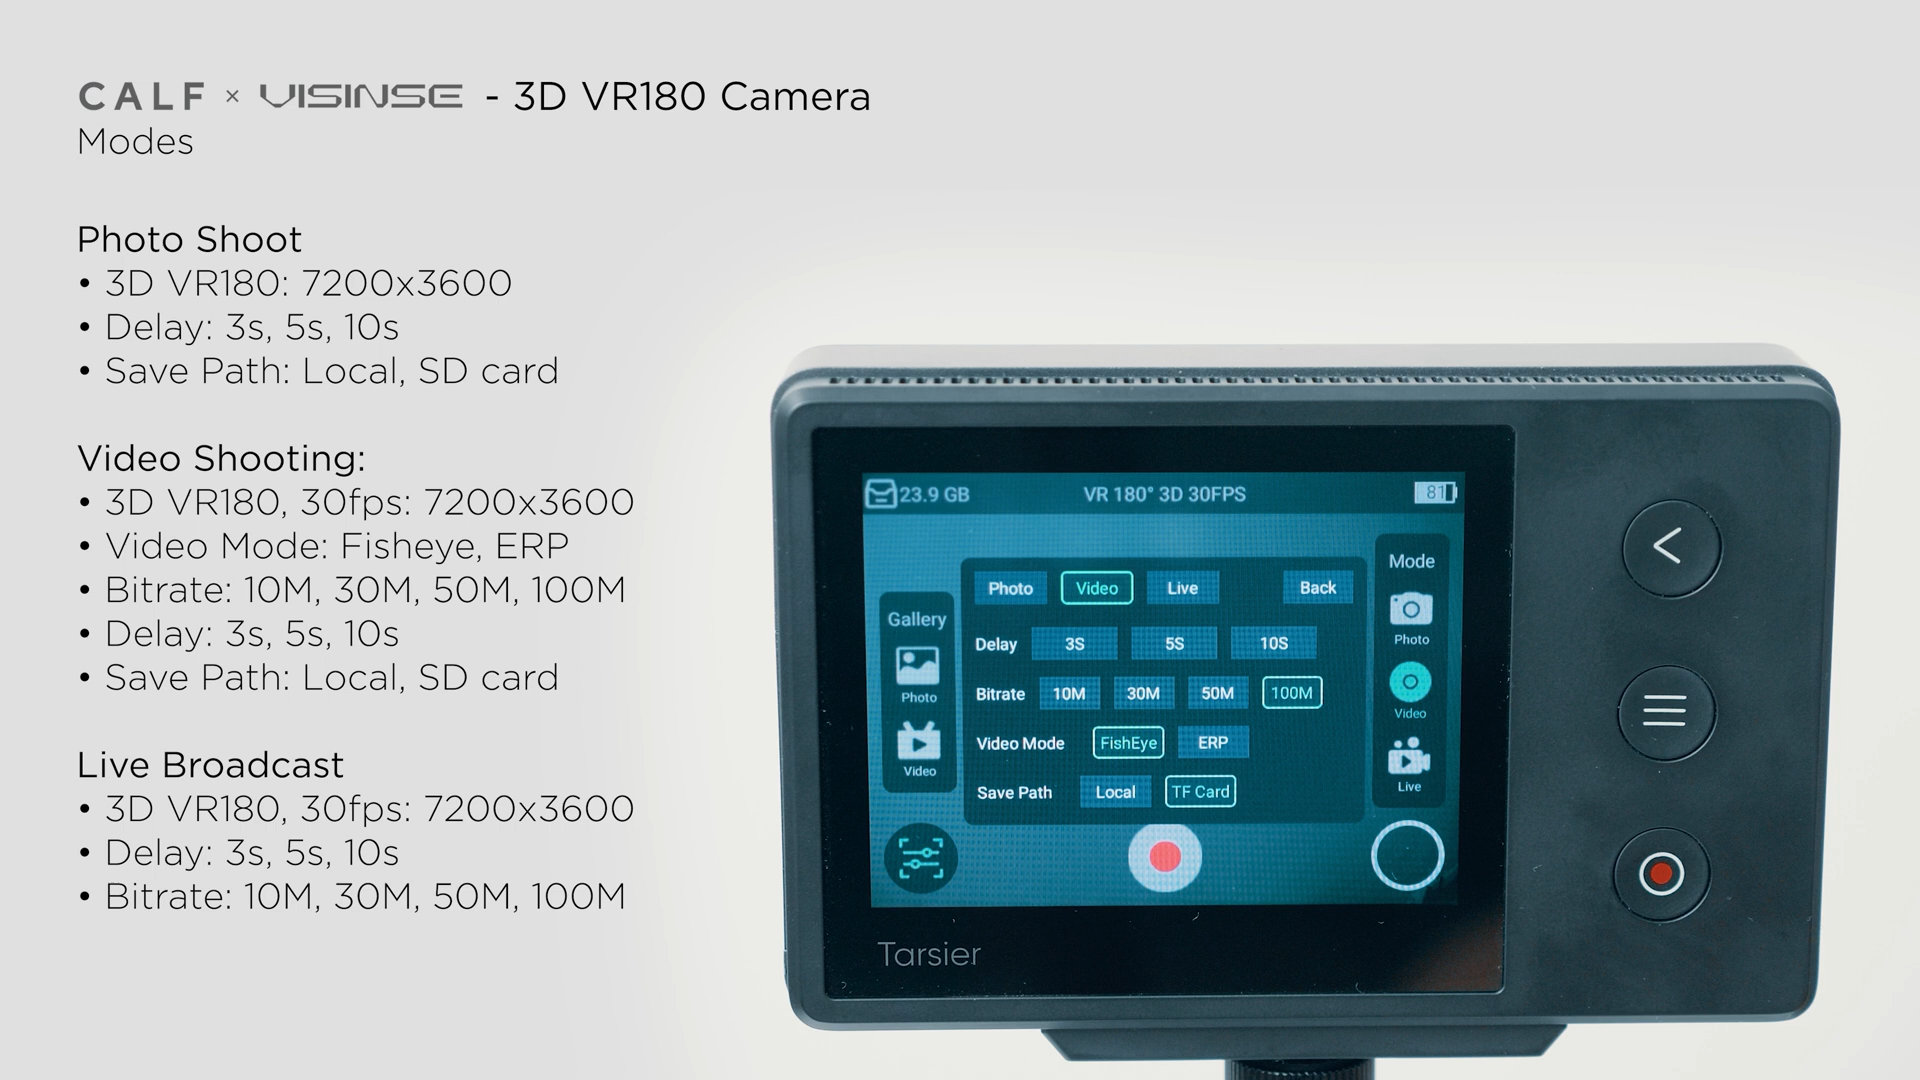 CALF × VISINSE - 3D VR180 Camera
Modes
Photo Shoot
• 3D VR180: 7200x3600
• Delay: 3s, 5s, 10s
• Save Path: Local, SD card
Video Shooting:
• 3D VR180, 30fps: 7200x3600
• Video Mode: Fisheye, ERP
• Bitrate: 10M, 30M, 50M, 100M
• Delay: 3s, 5s, 10s
• Save Path: Local, SD card
Live Broadcast
• 3D VR180, 30fps: 7200x3600
• Delay: 3s, 5s, 10s
• Bitrate: 10M, 30M, 50M, 100M
23.9 GB VR 180° 3D 30FPS 81
Gallery
Photo
Video
Photo Video Live Back
Delay 3S 5S 10S
Bitrate 10M 30M 50M 100M
Video Mode FishEye ERP
Save Path Local TF Card
Mode
Photo
Video
Live
Tarsier